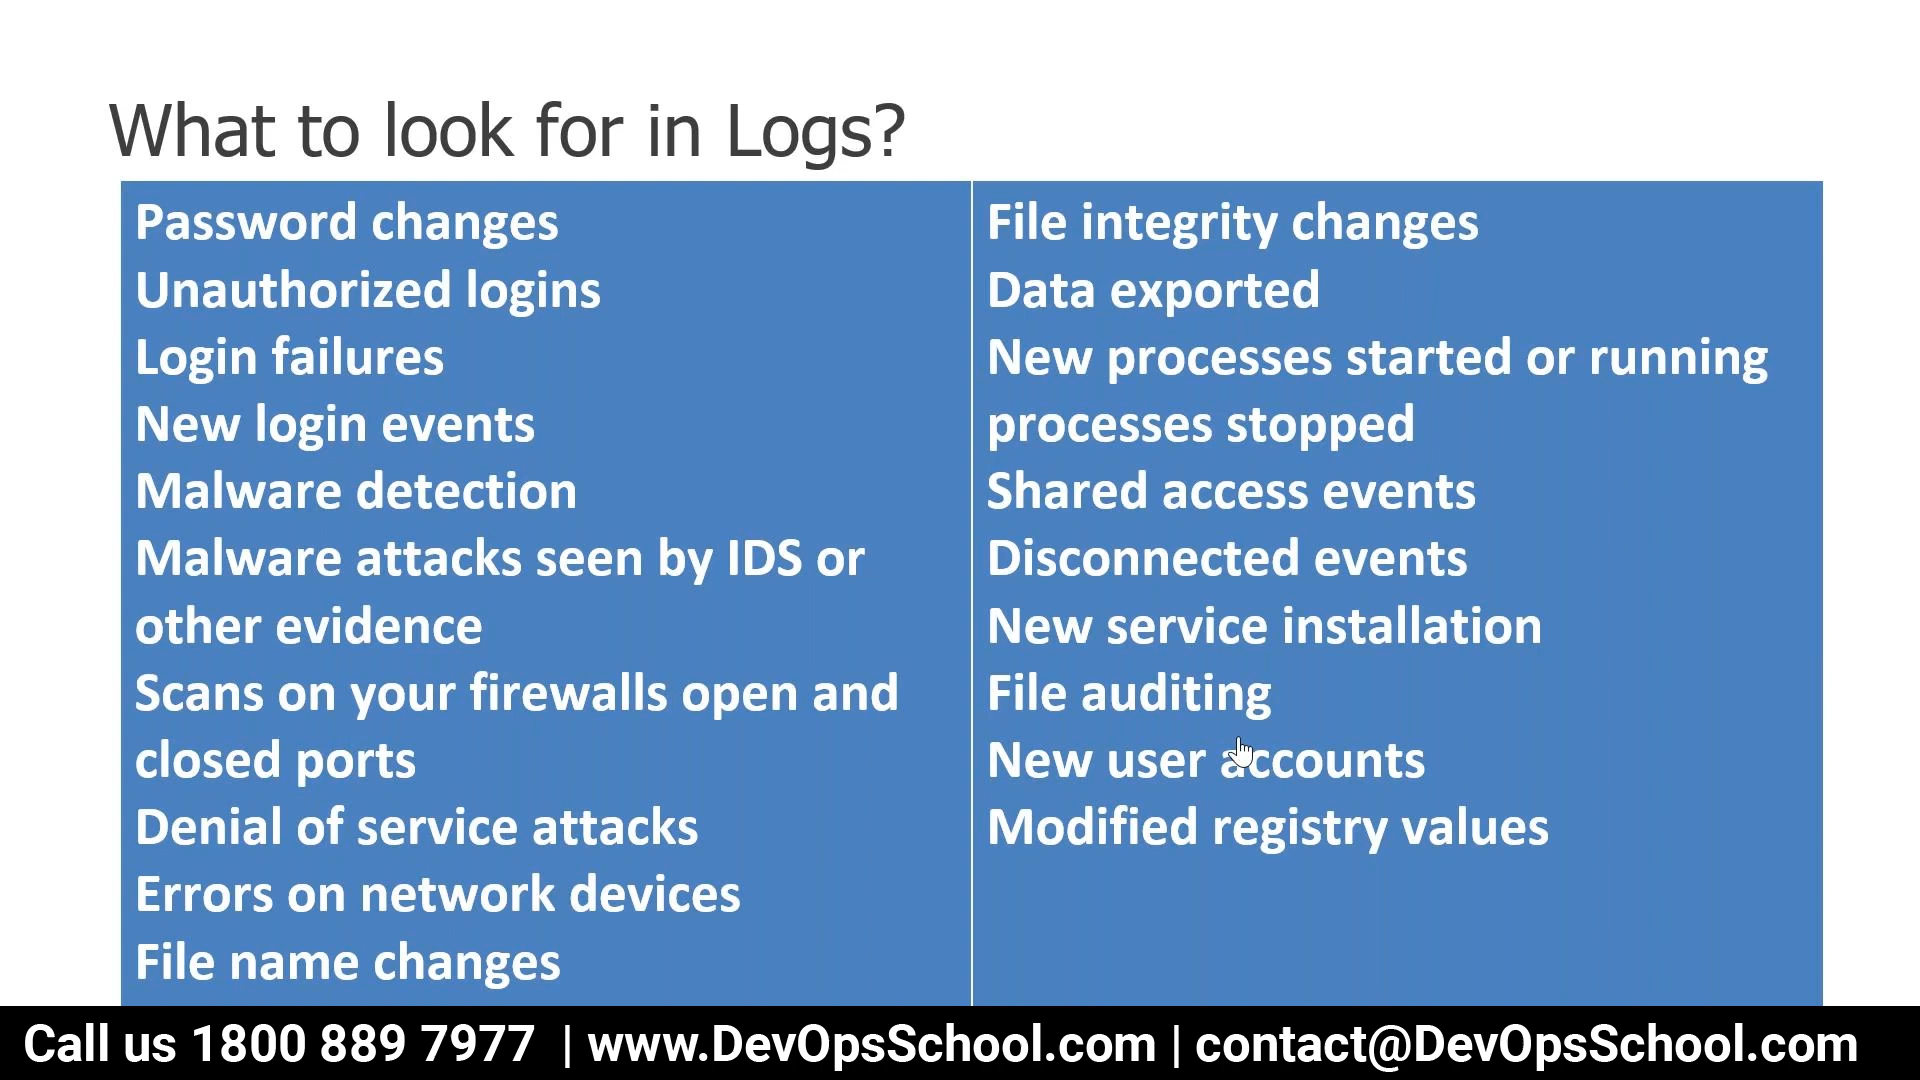 What to look for in Logs?
Password changes
Unauthorized logins
Login failures
New login events
Malware detection
Malware attacks seen by IDS or
other evidence
Scans on your firewalls open and
closed ports
Denial of service attacks
Errors on network devices
File name changes
File integrity changes
Data exported
New processes started or running
processes stopped
Shared access events
Disconnected events
New service installation
File auditing
New user accounts
Modified registry values
Call us 1800 889 7977 | www.DevOpsSchool.com | contact@DevOpsSchool.com